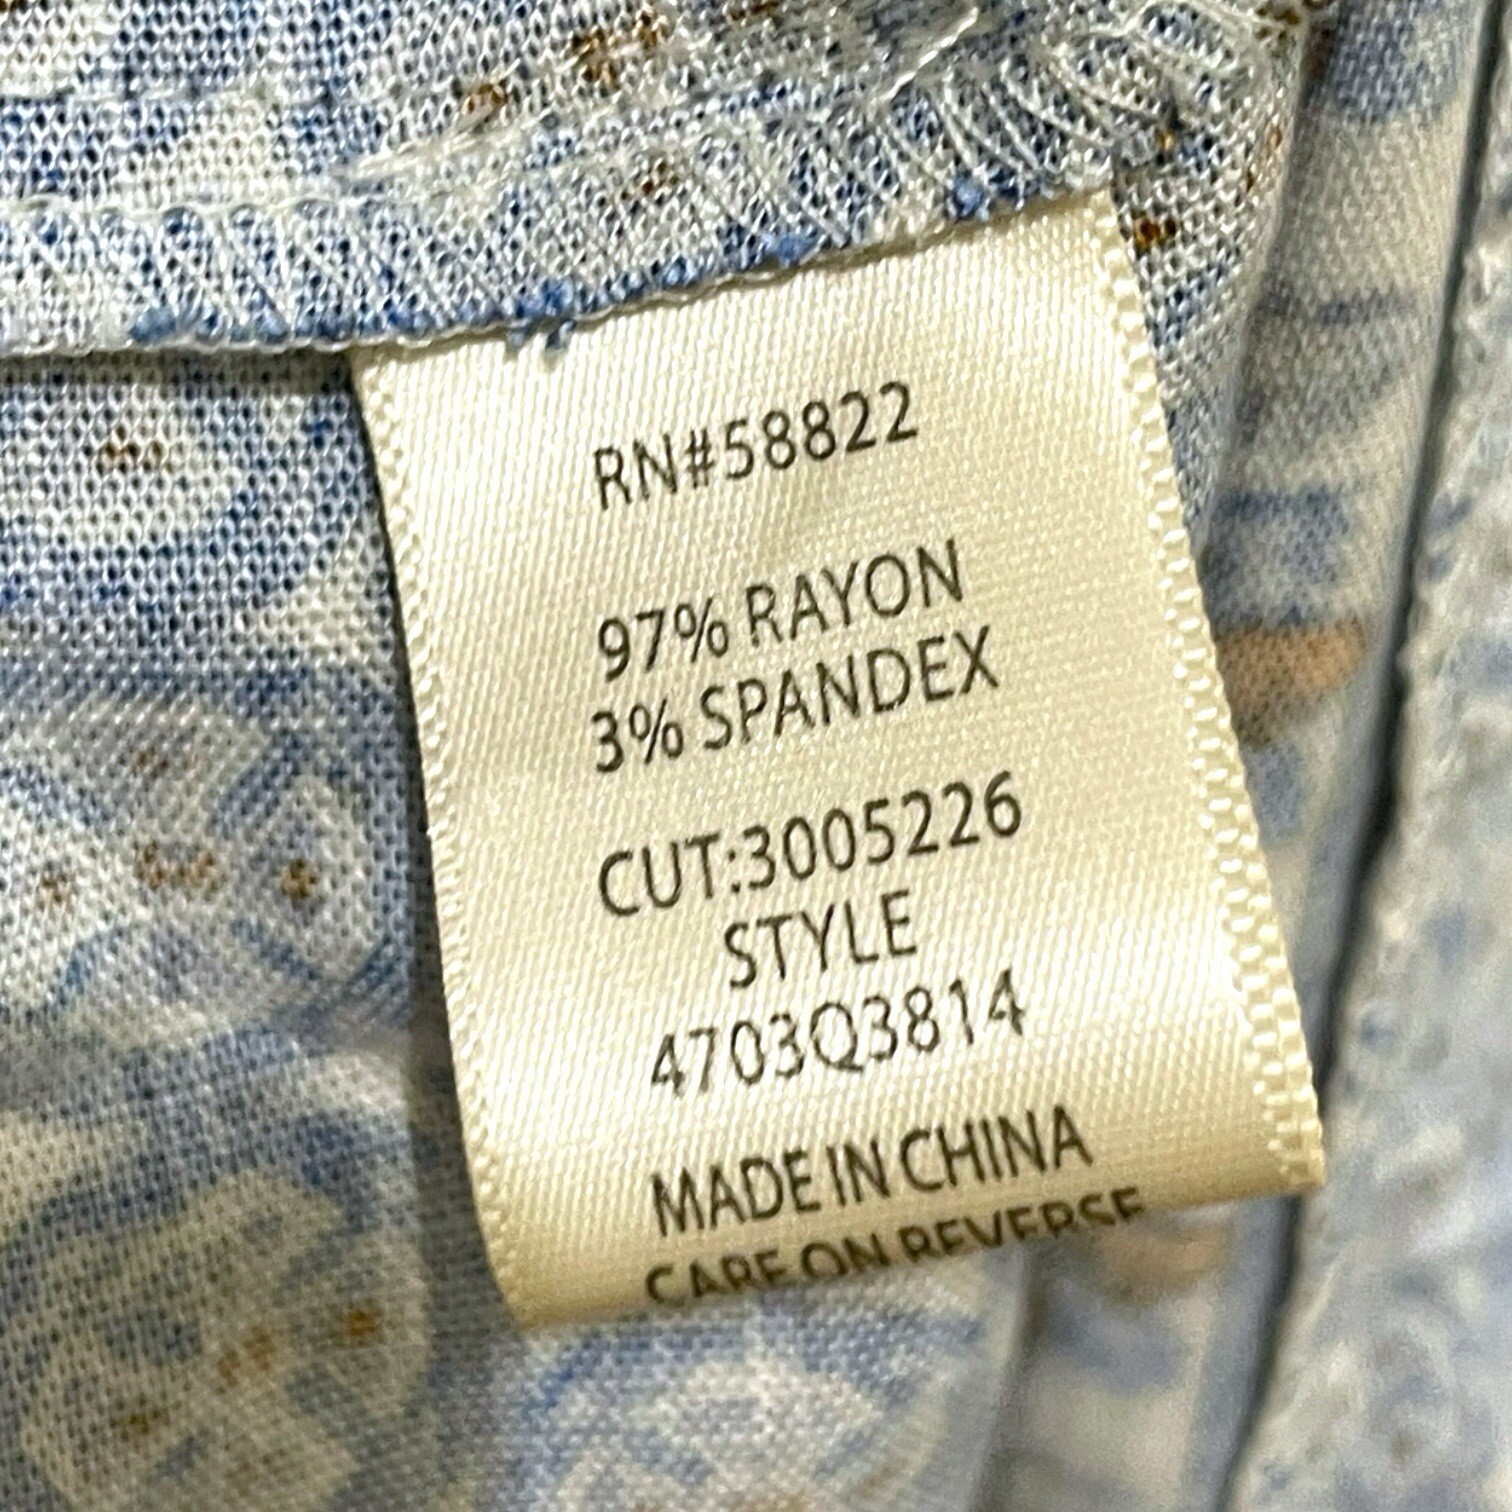 RN#58822
97% RAYON
3% SPANDEX
CUT:3005226
STYLE
4703Q3814
MADE IN CHINA
CARE ON REVERSE